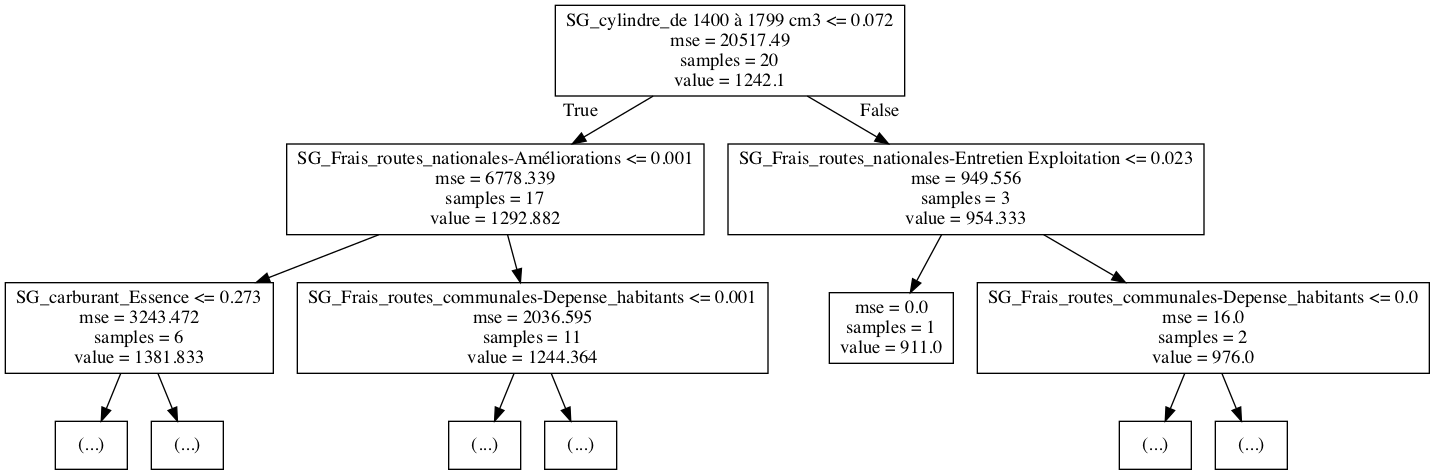 SG_cylindre_de 1400 à 1799 cm3 <= 0.072
mse = 20517.49
samples = 20
value = 1242.1
True
False
SG_Frais_routes_nationales-Améliorations <= 0.001
mse = 6778.339
samples = 17
value = 1292.882
SG_Frais_routes_nationales-Entretien Exploitation <= 0.023
mse = 949.556
samples = 3
value = 954.333
SG_carburant_Essence <= 0.273
mse = 3243.472
samples = 6
value = 1381.833
SG_Frais_routes_communales-Depense_habitants <= 0.001
mse = 2036.595
samples = 11
value = 1244.364
mse = 0.0
samples = 1
value = 911.0
SG_Frais_routes_communales-Depense_habitants <= 0.0
mse = 16.0
samples = 2
value = 976.0
(...)
(...)
(...)
(...)
(...)
(...)